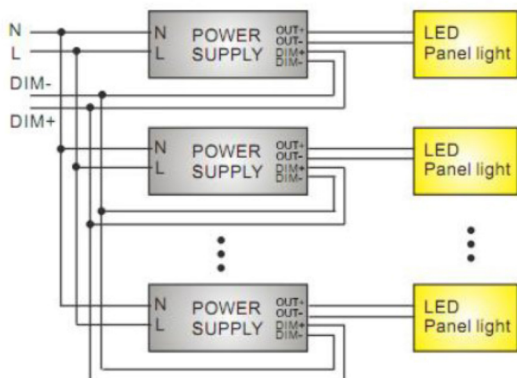 N
L
DIM-
DIM+
N
L
POWER
SUPPLY
OUT+
OUT-
DIM+
DIM-
LED
Panel light
N
L
POWER
SUPPLY
OUT+
OUT-
DIM+
DIM-
LED
Panel light
N
L
POWER
SUPPLY
OUT+
OUT-
DIM+
DIM-
LED
Panel light